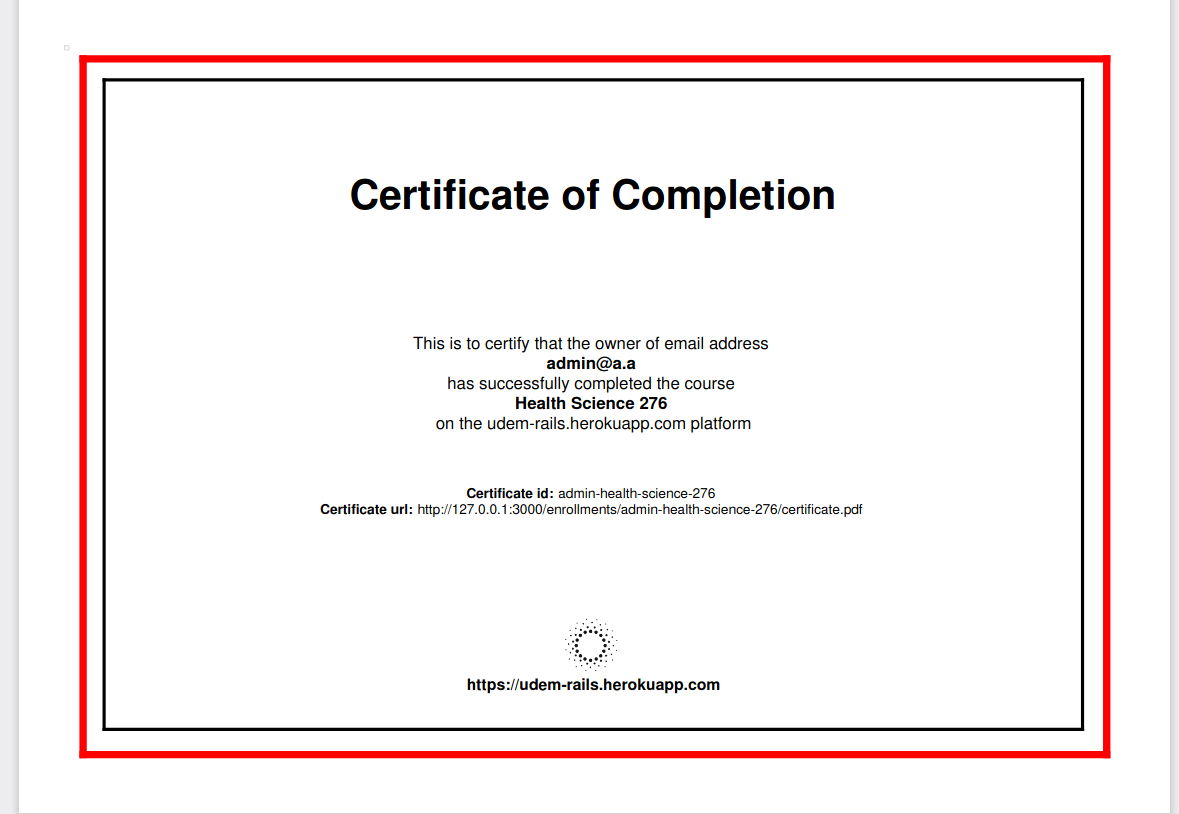 Certificate of Completion
This is to certify that the owner of email address
admin@a.a
has successfully completed the course
Health Science 276
on the udem-rails.herokuapp.com platform
Certificate id: admin-health-science-276
Certificate url: http://127.0.0.1:3000/enrollments/admin-health-science-276/certificate.pdf
https://udem-rails.herokuapp.com